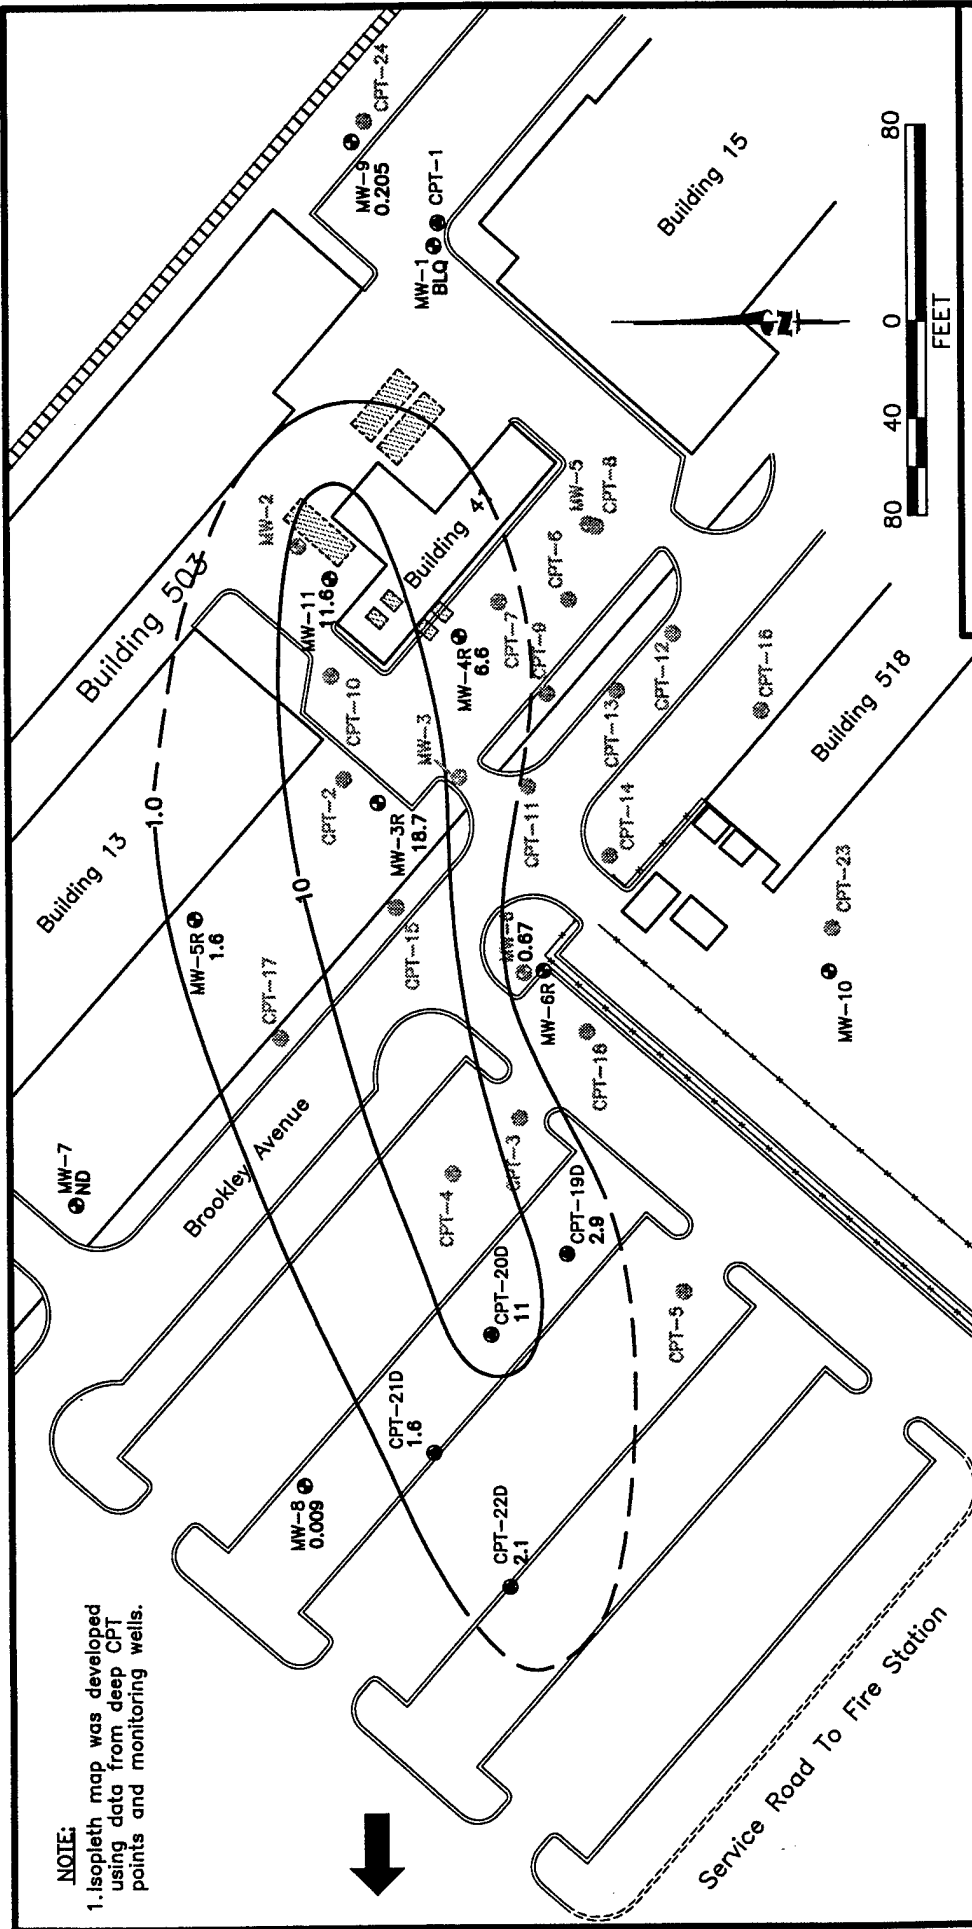 NOTE:
1. Isopleth map was developed
using data from deep CPT
points and monitoring wells.
MW-7
ND
Building 13
Building 503
CPT-24
MW-9
0.205
MW-1
BLQ
CPT-1
MW-2
MW-11
11.6
Building 41
MW-5R
1.6
1.0
CPT-17
CPT-2
CPT-10
10
MW-3R
18.7
MW-3
CPT-15
MW-4R
6.6
CPT-7
CPT-9
CPT-6
MW-5
CPT-8
Building 15
Brookley Avenue
MW-8
0.009
CPT-21D
1.6
CPT-20D
11
CPT-4
CPT-3
CPT-19D
2.9
CPT-22D
2.1
CPT-5
CPT-18
0.67
MW-6R
CPT-11
CPT-14
CPT-13
CPT-12
CPT-16
Building 518
CPT-23
MW-10
N
80 40 0 80
FEET
Service Road To Fire Station